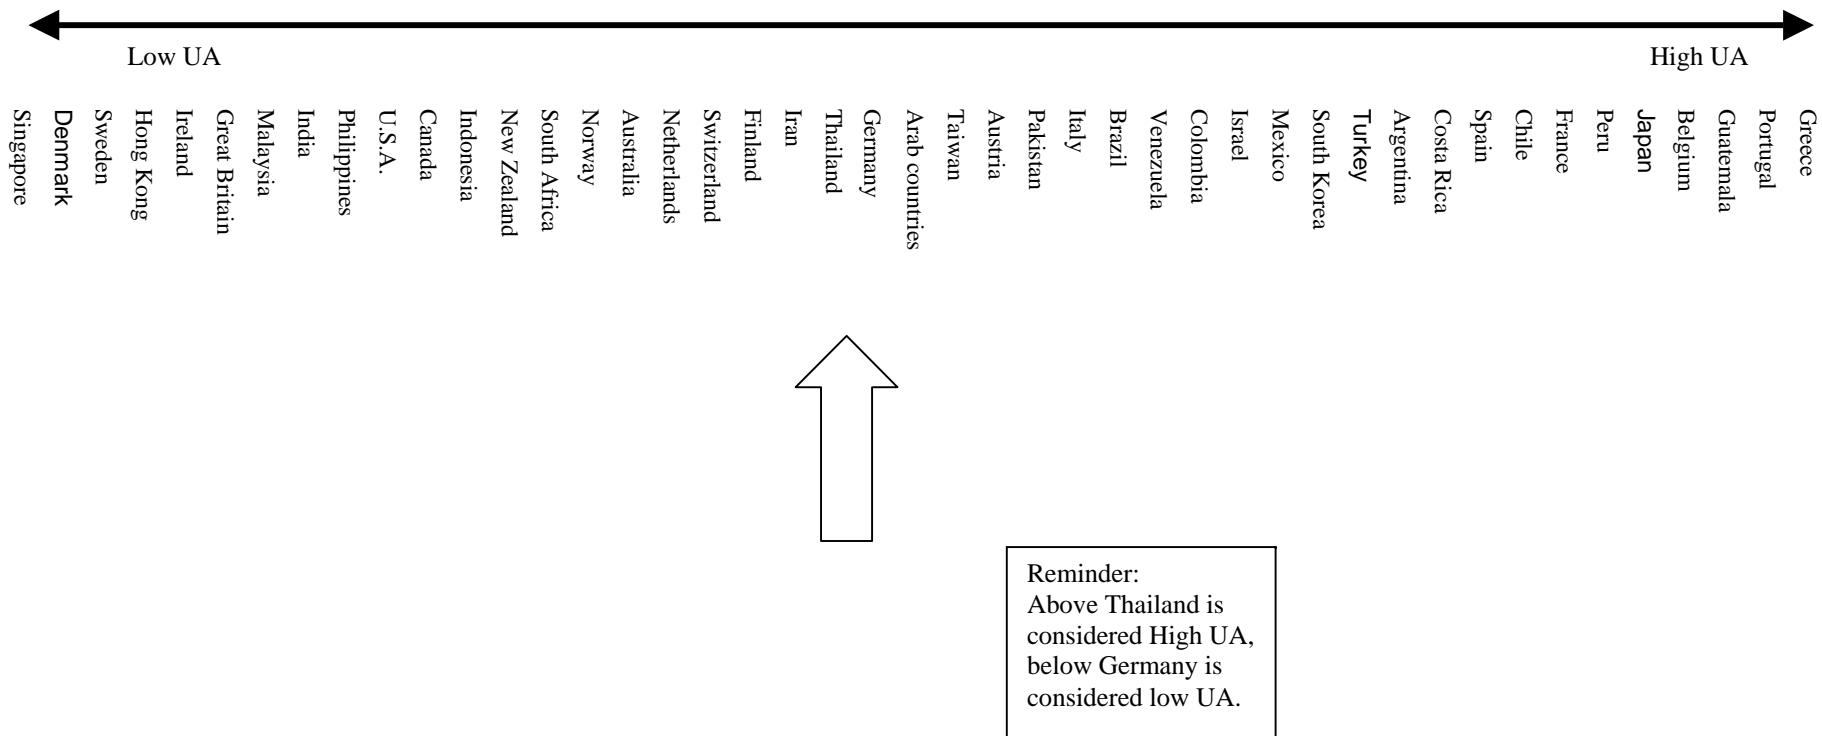 Low UA
High UA
Singapore
Denmark
Sweden
Hong Kong
Ireland
Great Britain
Malaysia
India
Philippines
U.S.A.
Canada
Indonesia
New Zealand
South Africa
Norway
Australia
Netherlands
Switzerland
Finland
Iran
Thailand
Germany
Arab countries
Taiwan
Austria
Pakistan
Italy
Brazil
Venezuela
Colombia
Israel
Mexico
South Korea
Turkey
Argentina
Costa Rica
Spain
Chile
France
Peru
Japan
Belgium
Guatemala
Portugal
Greece
Reminder:
Above Thailand is
considered High UA,
below Germany is
considered low UA.